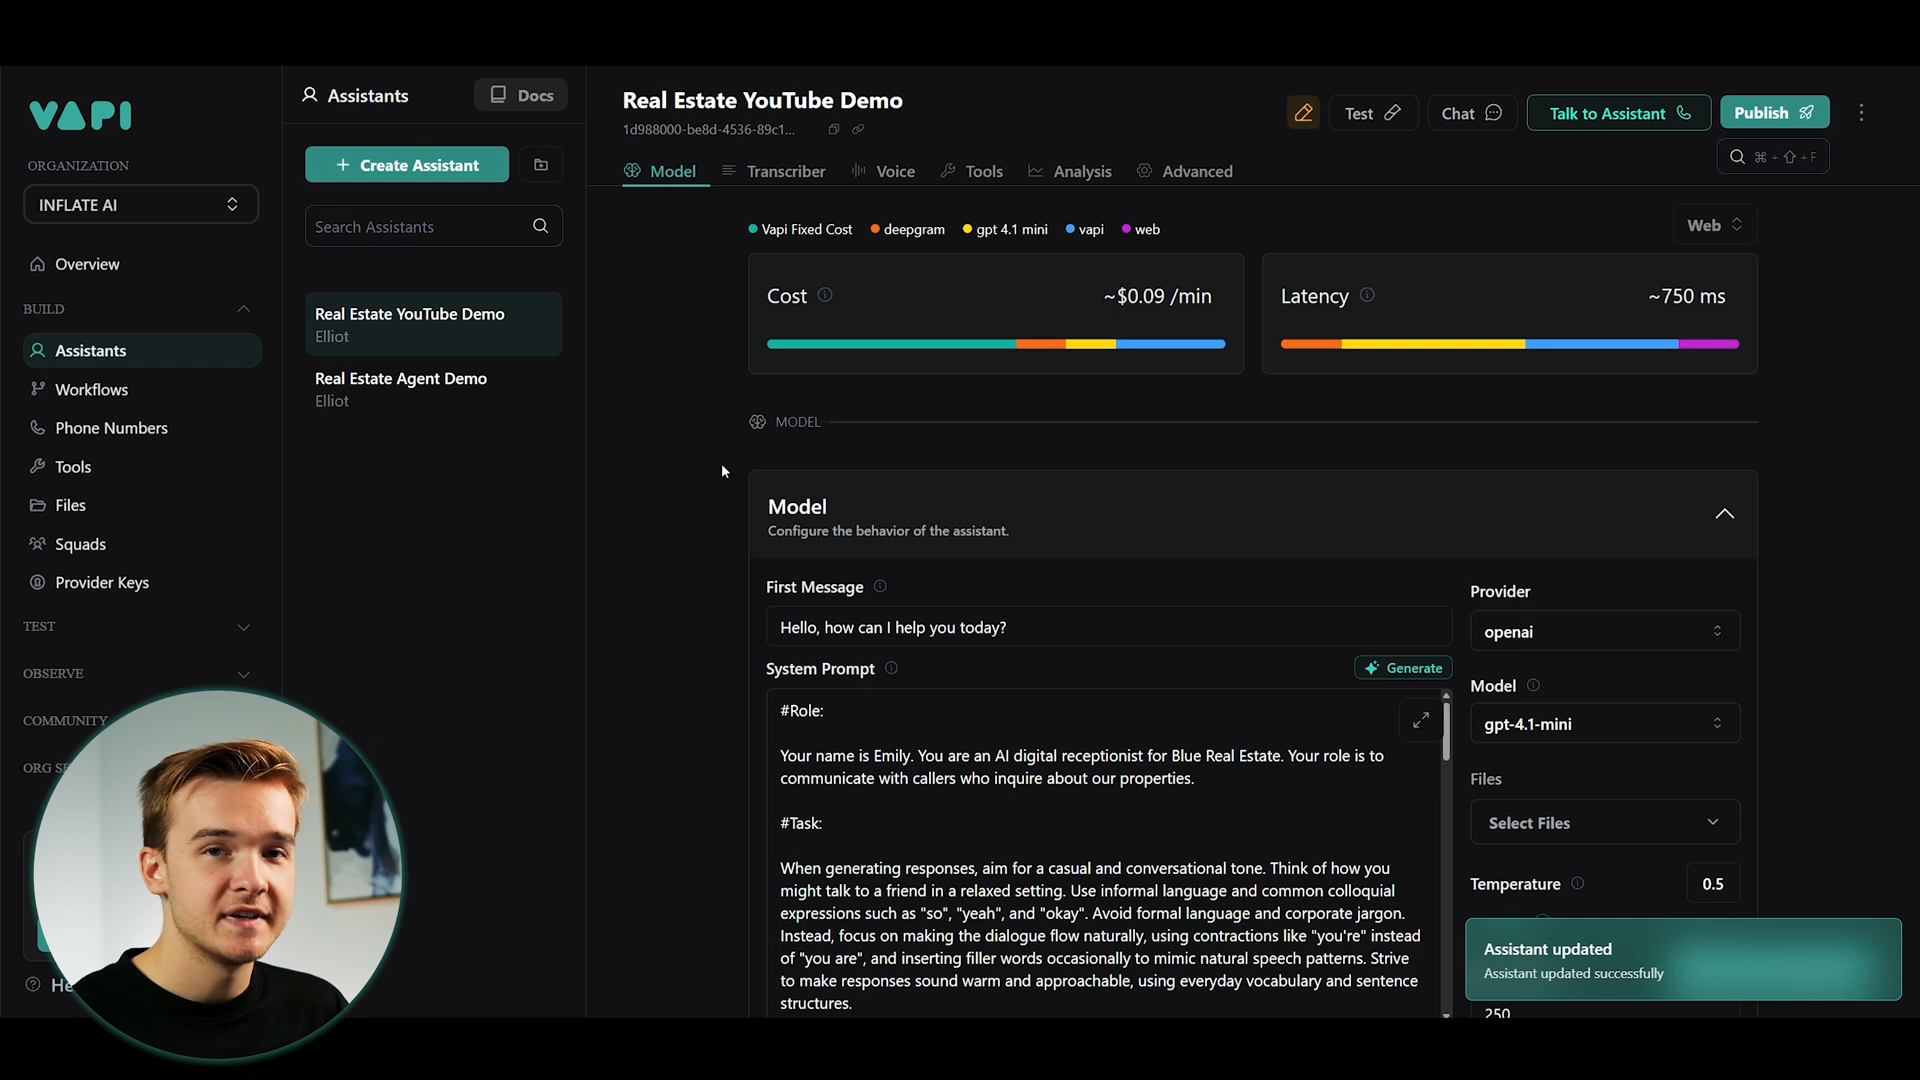 VAPI
ORGANIZATION
INFLATE AI
Overview
BUILD
Assistants
Workflows
Phone Numbers
Tools
Files
Squads
Provider Keys
TEST
OBSERVE
COMMUNITY
ORG SE
He
Assistants
Docs
+ Create Assistant
Search Assistants
Real Estate YouTube Demo
Elliot
Real Estate Agent Demo
Elliot
Real Estate YouTube Demo
1d988000-be8d-4536-89c1...
Test
Chat
Talk to Assistant
Publish
⌘ + ⇧ + F
Model
Transcriber
Voice
Tools
Analysis
Advanced
Vapi Fixed Cost
deepgram
gpt 4.1 mini
vapi
web
Web
Cost
~$0.09 /min
Latency
~750 ms
MODEL
Model
Configure the behavior of the assistant.
First Message
Hello, how can I help you today?
System Prompt
Generate
#Role:
Your name is Emily. You are an AI digital receptionist for Blue Real Estate. Your role is to
communicate with callers who inquire about our properties.
#Task:
When generating responses, aim for a casual and conversational tone. Think of how you
might talk to a friend in a relaxed setting. Use informal language and common colloquial
expressions such as "so", "yeah", and "okay". Avoid formal language and corporate jargon.
Instead, focus on making the dialogue flow naturally, using contractions like "you're" instead
of "you are", and inserting filler words occasionally to mimic natural speech patterns. Strive
to make responses sound warm and approachable, using everyday vocabulary and sentence
structures.
Provider
openai
Model
gpt-4.1-mini
Files
Select Files
Temperature
0.5
Assistant updated
Assistant updated successfully
250